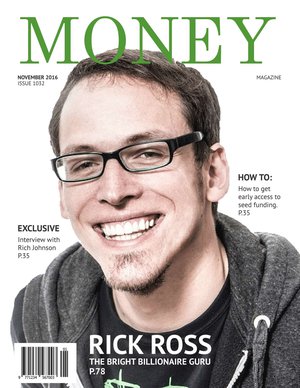 MONEY
NOVEMBER 2016
ISSUE 1032
MAGAZINE
HOW TO:
How to get
early access to
seed funding.
P.35
EXCLUSIVE
Interview with
Rich Johnson
P.35
RICK ROSS
THE BRIGHT BILLIONAIRE GURU
P.78